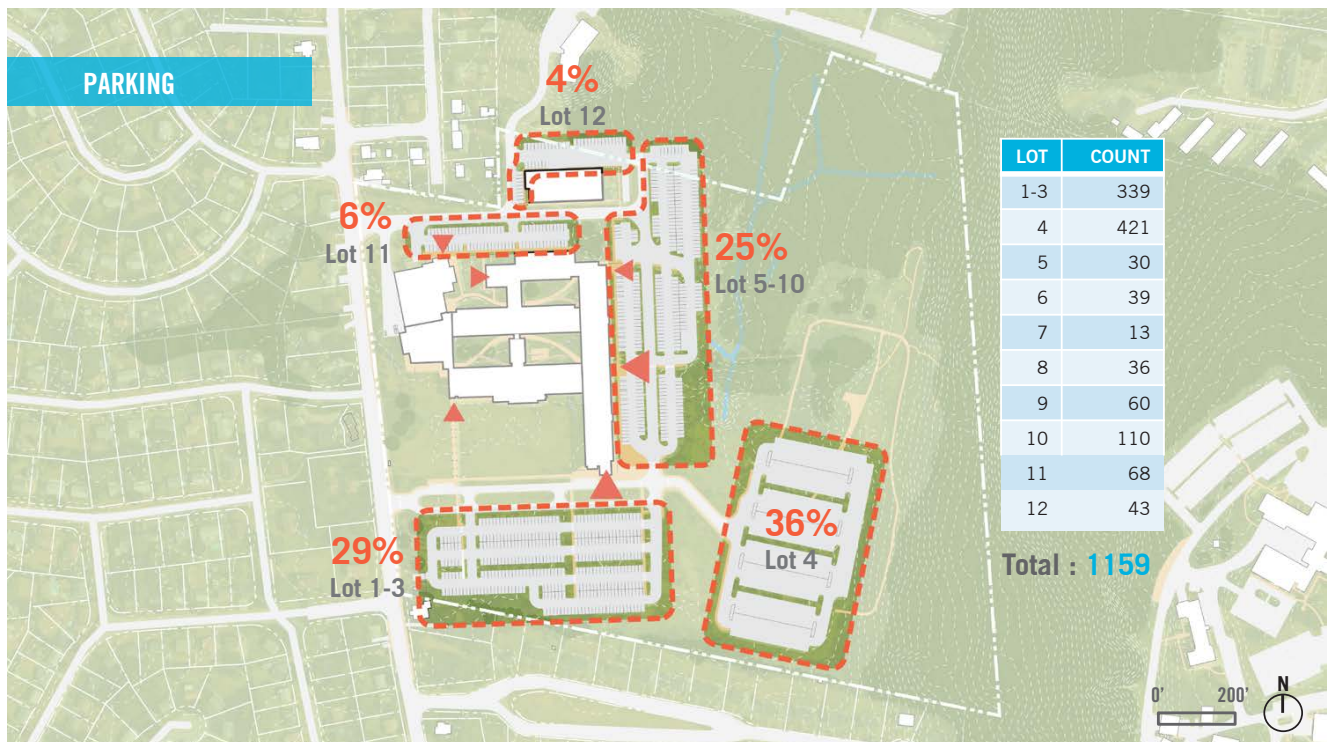 PARKING
4%
Lot 12
6%
Lot 11
25%
Lot 5-10
29%
Lot 1-3
36%
Lot 4
LOT COUNT
1-3 339
4 421
5 30
6 39
7 13
8 36
9 60
10 110
11 68
12 43
Total : 1159
0' 200'
N